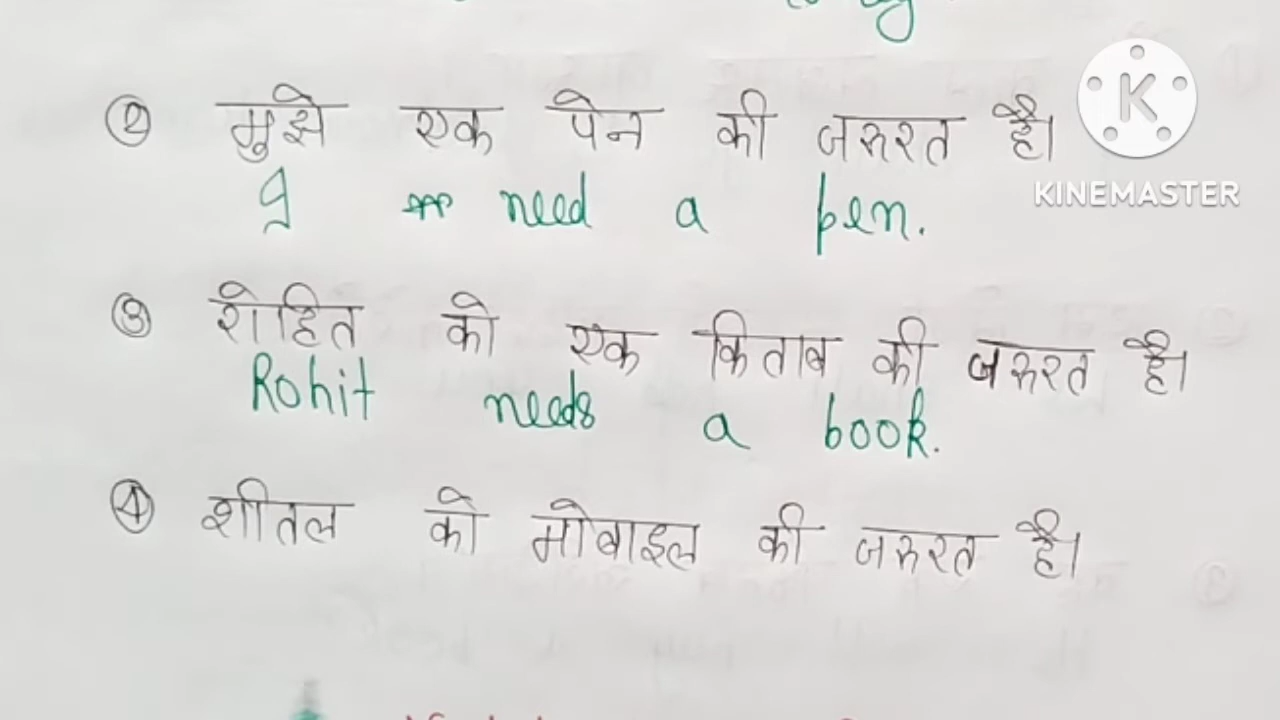 ② मुझे एक पेन की जरुरत है।
KINEMASTER
I need a pen.
③ रोहित को एक किताब की जरुरत है।
Rohit needs a book.
④ शीतल को मोबाइल की जरुरत है।